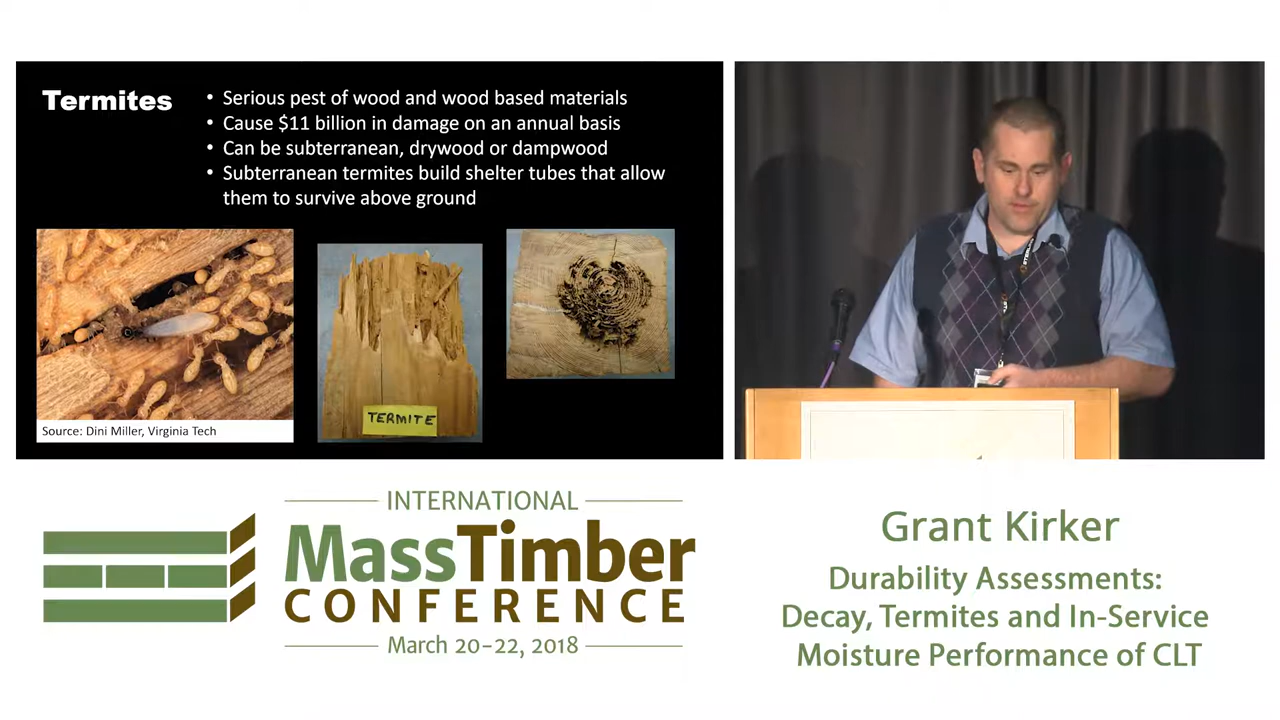 Termites
• Serious pest of wood and wood based materials
• Cause $11 billion in damage on an annual basis
• Can be subterranean, drywood or dampwood
• Subterranean termites build shelter tubes that allow
them to survive above ground
TERMITE
Source: Dini Miller, Virginia Tech
INTERNATIONAL
MassTimber
CONFERENCE
March 20–22, 2018
Grant Kirker
Durability Assessments:
Decay, Termites and In-Service
Moisture Performance of CLT